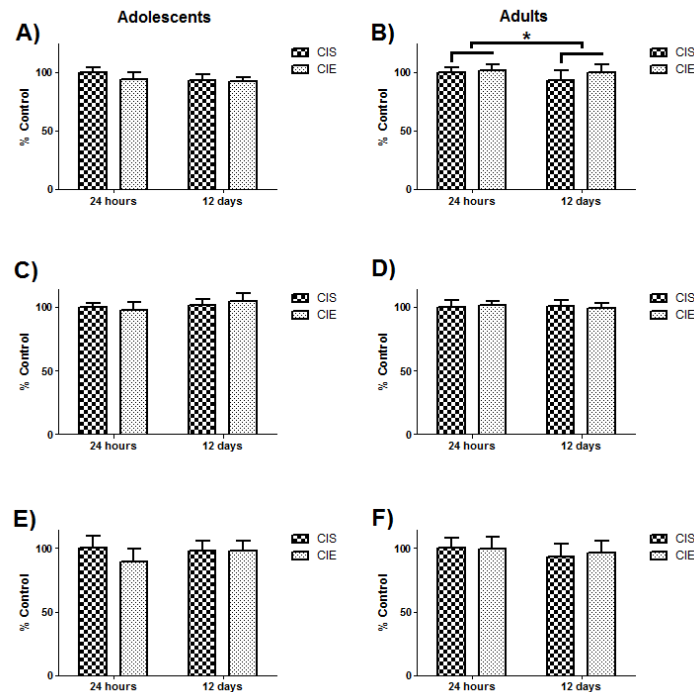 Adolescents
A)
CIS
CIE
% Control
100
50
0
24 hours
12 days
Adults
B)
*
CIS
CIE
% Control
100
50
0
24 hours
12 days
C)
CIS
CIE
% Control
100
50
0
24 hours
12 days
D)
CIS
CIE
% Control
100
50
0
24 hours
12 days
E)
CIS
CIE
% Control
100
50
0
24 hours
12 days
F)
CIS
CIE
% Control
100
50
0
24 hours
12 days